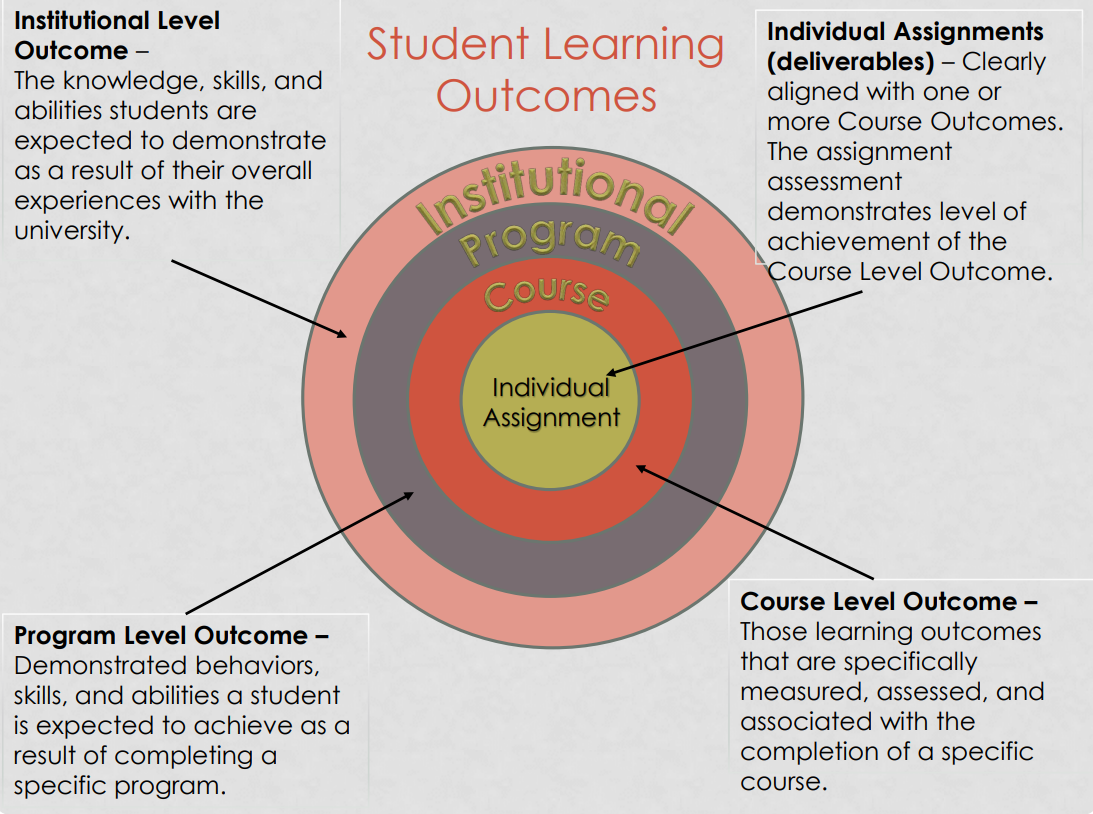 Student Learning
Outcomes
Institutional Level
Outcome –
The knowledge, skills, and
abilities students are
expected to demonstrate
as a result of their overall
experiences with the
university.
Individual Assignments
(deliverables) – Clearly
aligned with one or
more Course Outcomes.
The assignment
assessment
demonstrates level of
achievement of the
Course Level Outcome.
Institutional
Program
Course
Individual
Assignment
Program Level Outcome –
Demonstrated behaviors,
skills, and abilities a student
is expected to achieve as a
result of completing a
specific program.
Course Level Outcome –
Those learning outcomes
that are specifically
measured, assessed, and
associated with the
completion of a specific
course.